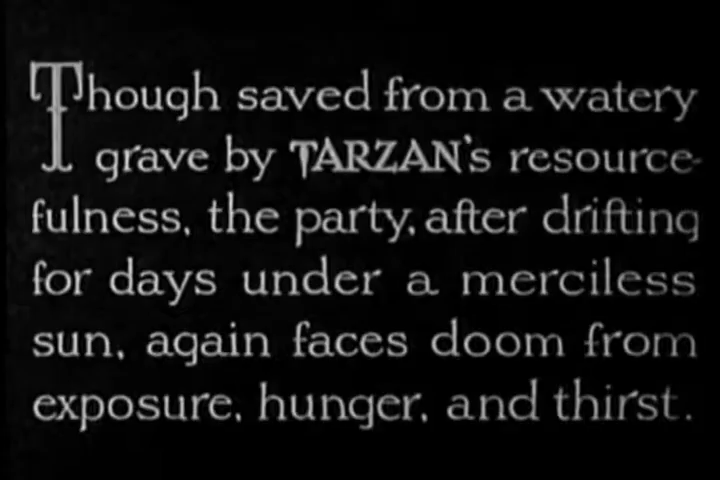 Though saved from a watery
grave by TARZAN's resource-
fulness, the party, after drifting
for days under a merciless
sun, again faces doom from
exposure, hunger, and thirst.